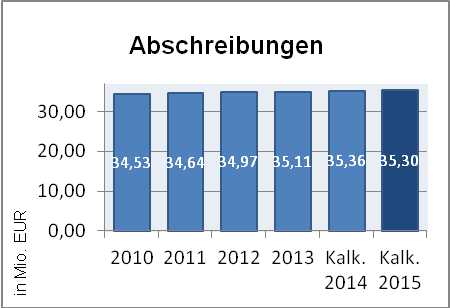 Abschreibungen
30,00
20,00
10,00
0,00
34,53 34,64 34,97 35,11 35,36 35,30
2010 2011 2012 2013 Kalk. Kalk.
2014 2015
in Mio. EUR